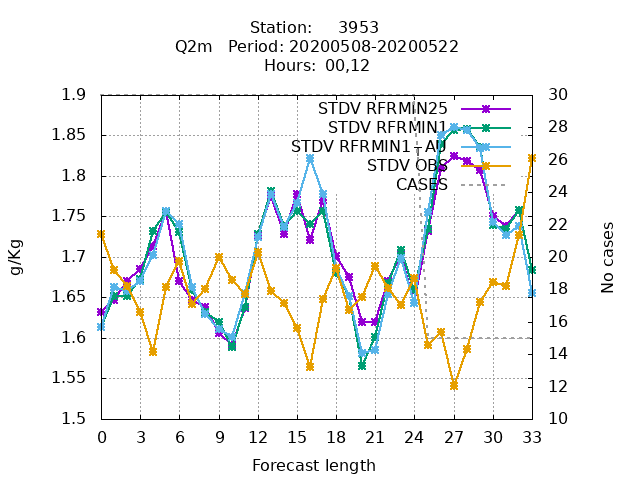 Station: 3953
Q2m Period: 20200508-20200522
Hours: 00,12
STDV RFRMIN25
STDV RFRMIN1
STDV RFRMIN1-AU
STDV OBS
CASES
g/Kg
1.9
1.85
1.8
1.75
1.7
1.65
1.6
1.55
1.5
30
28
26
24
22
20
18
16
14
12
10
No cases
0 3 6 9 12 15 18 21 24 27 30 33
Forecast length